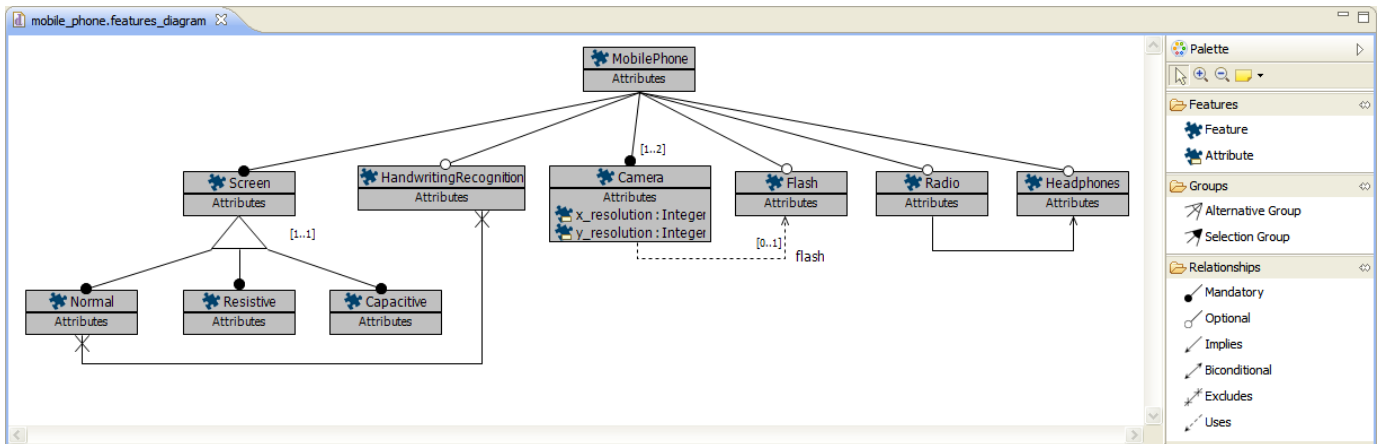 mobile_phone.features_diagram
MobilePhone
Attributes
[1..2]
Screen
Attributes
[1..1]
HandwritingRecognition
Attributes
Camera
Attributes
x_resolution : Integer
y_resolution : Integer
Flash
Attributes
[0..1]
flash
Radio
Attributes
Headphones
Attributes
Normal
Attributes
Resistive
Attributes
Capacitive
Attributes
Palette
Features
Feature
Attribute
Groups
Alternative Group
Selection Group
Relationships
Mandatory
Optional
Implies
Biconditional
Excludes
Uses